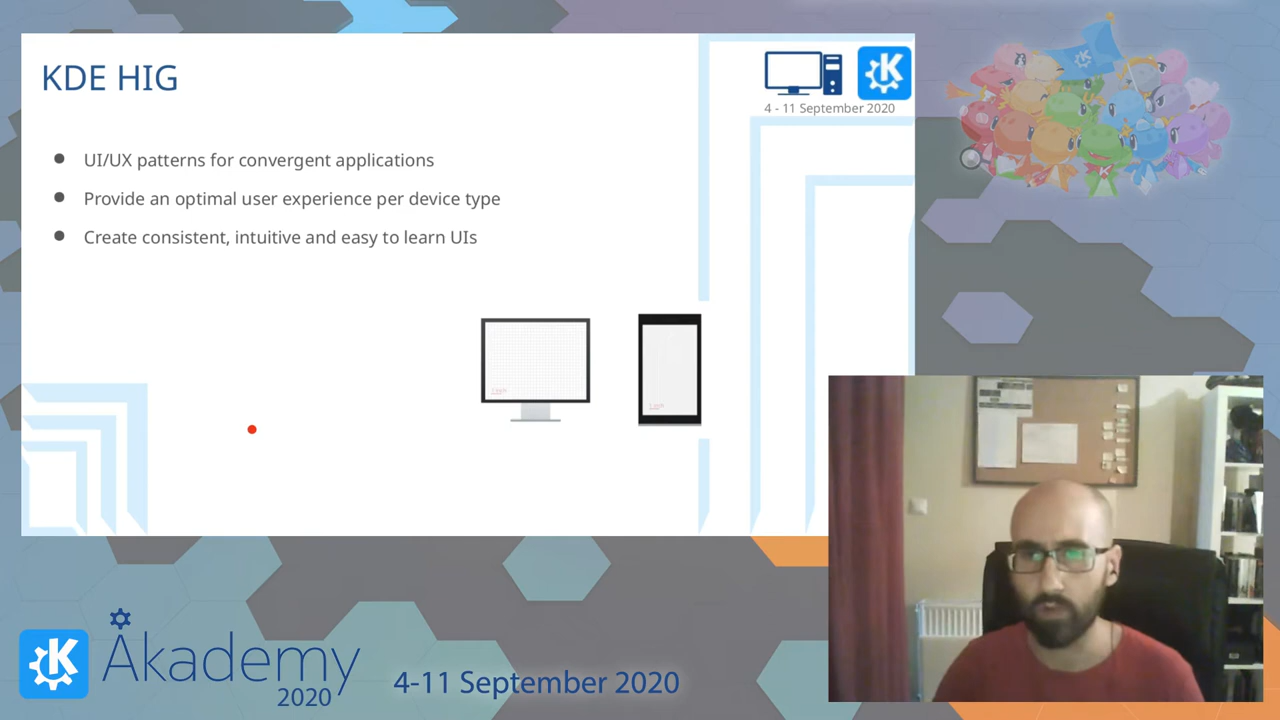 KDE HIG
4 - 11 September 2020
UI/UX patterns for convergent applications
Provide an optimal user experience per device type
Create consistent, intuitive and easy to learn UIs
Akademy
2020
4-11 September 2020